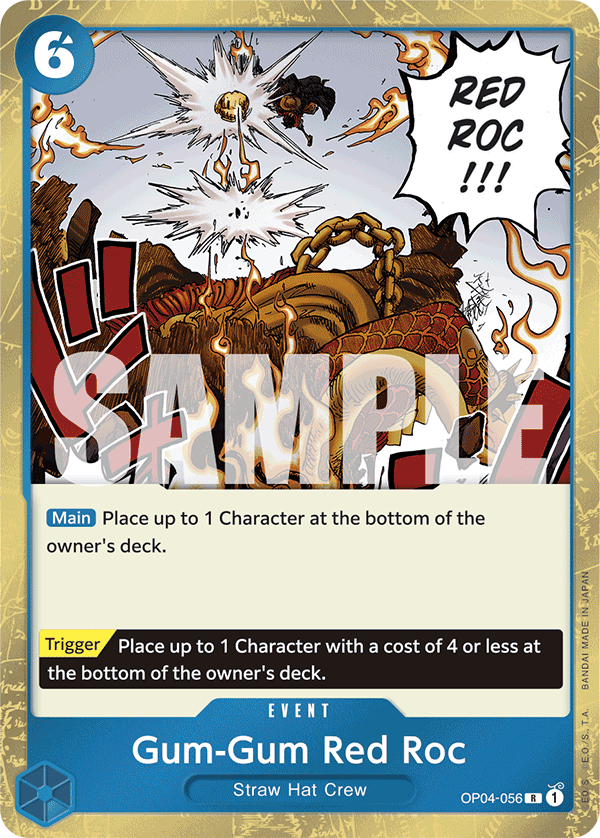 6
RED
ROC
!!!
SAMPLE
Main Place up to 1 Character at the bottom of the
owner's deck.
Trigger Place up to 1 Character with a cost of 4 or less at
the bottom of the owner's deck.
EVENT
Gum-Gum Red Roc
Straw Hat Crew
OP04-056 R 1
BANDAI MADE IN JAPAN